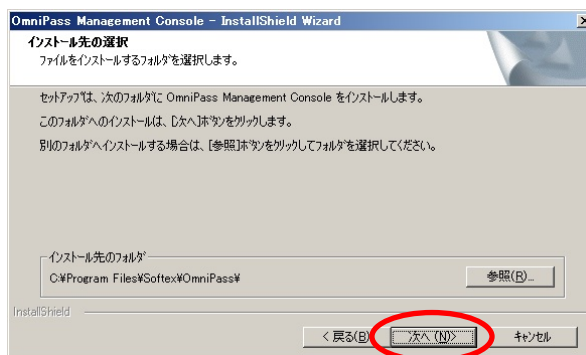 OmniPass Management Console - InstallShield Wizard
インストール先の選択
ファイルをインストールするフォルダを選択します。
セットアップは、次のフォルダに OmniPass Management Console をインストールします。
このフォルダへのインストールは、[次へ]ボタンをクリックします。
別のフォルダへインストールする場合は、[参照]ボタンをクリックしてフォルダを選択してください。
インストール先のフォルダ
C:¥Program Files¥Softex¥OmniPass¥
参照(R)...
InstallShield
< 戻る(B)
次へ (N)>
キャンセル